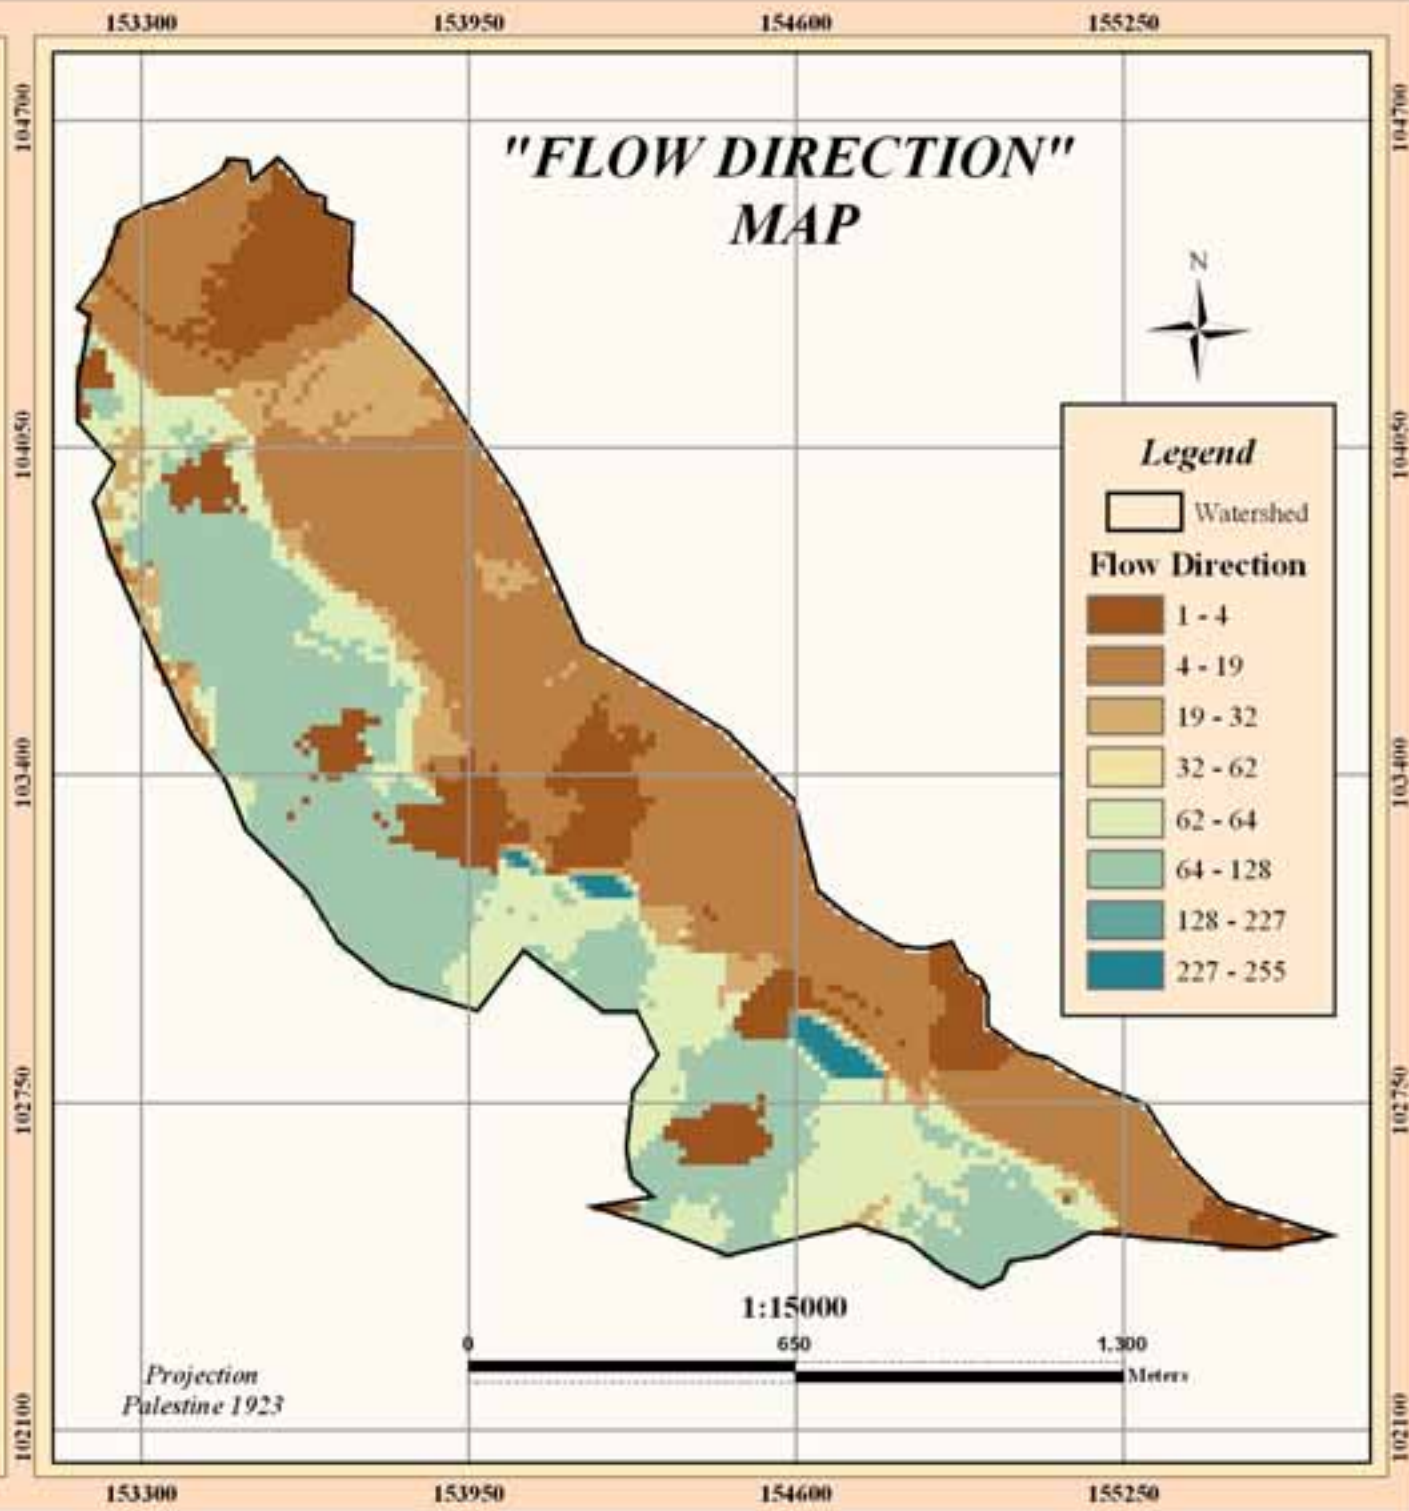 153300 153950 154600 155250
104700 104700
"FLOW DIRECTION"
MAP
N
104050 104050
Legend
Watershed
Flow Direction
1 - 4
4 - 19
19 - 32
32 - 62
62 - 64
64 - 128
128 - 227
227 - 255
103400 103400
102750 102750
1:15000
0 650 1.300
Meters
Projection
Palestine 1923
102100 102100
153300 153950 154600 155250